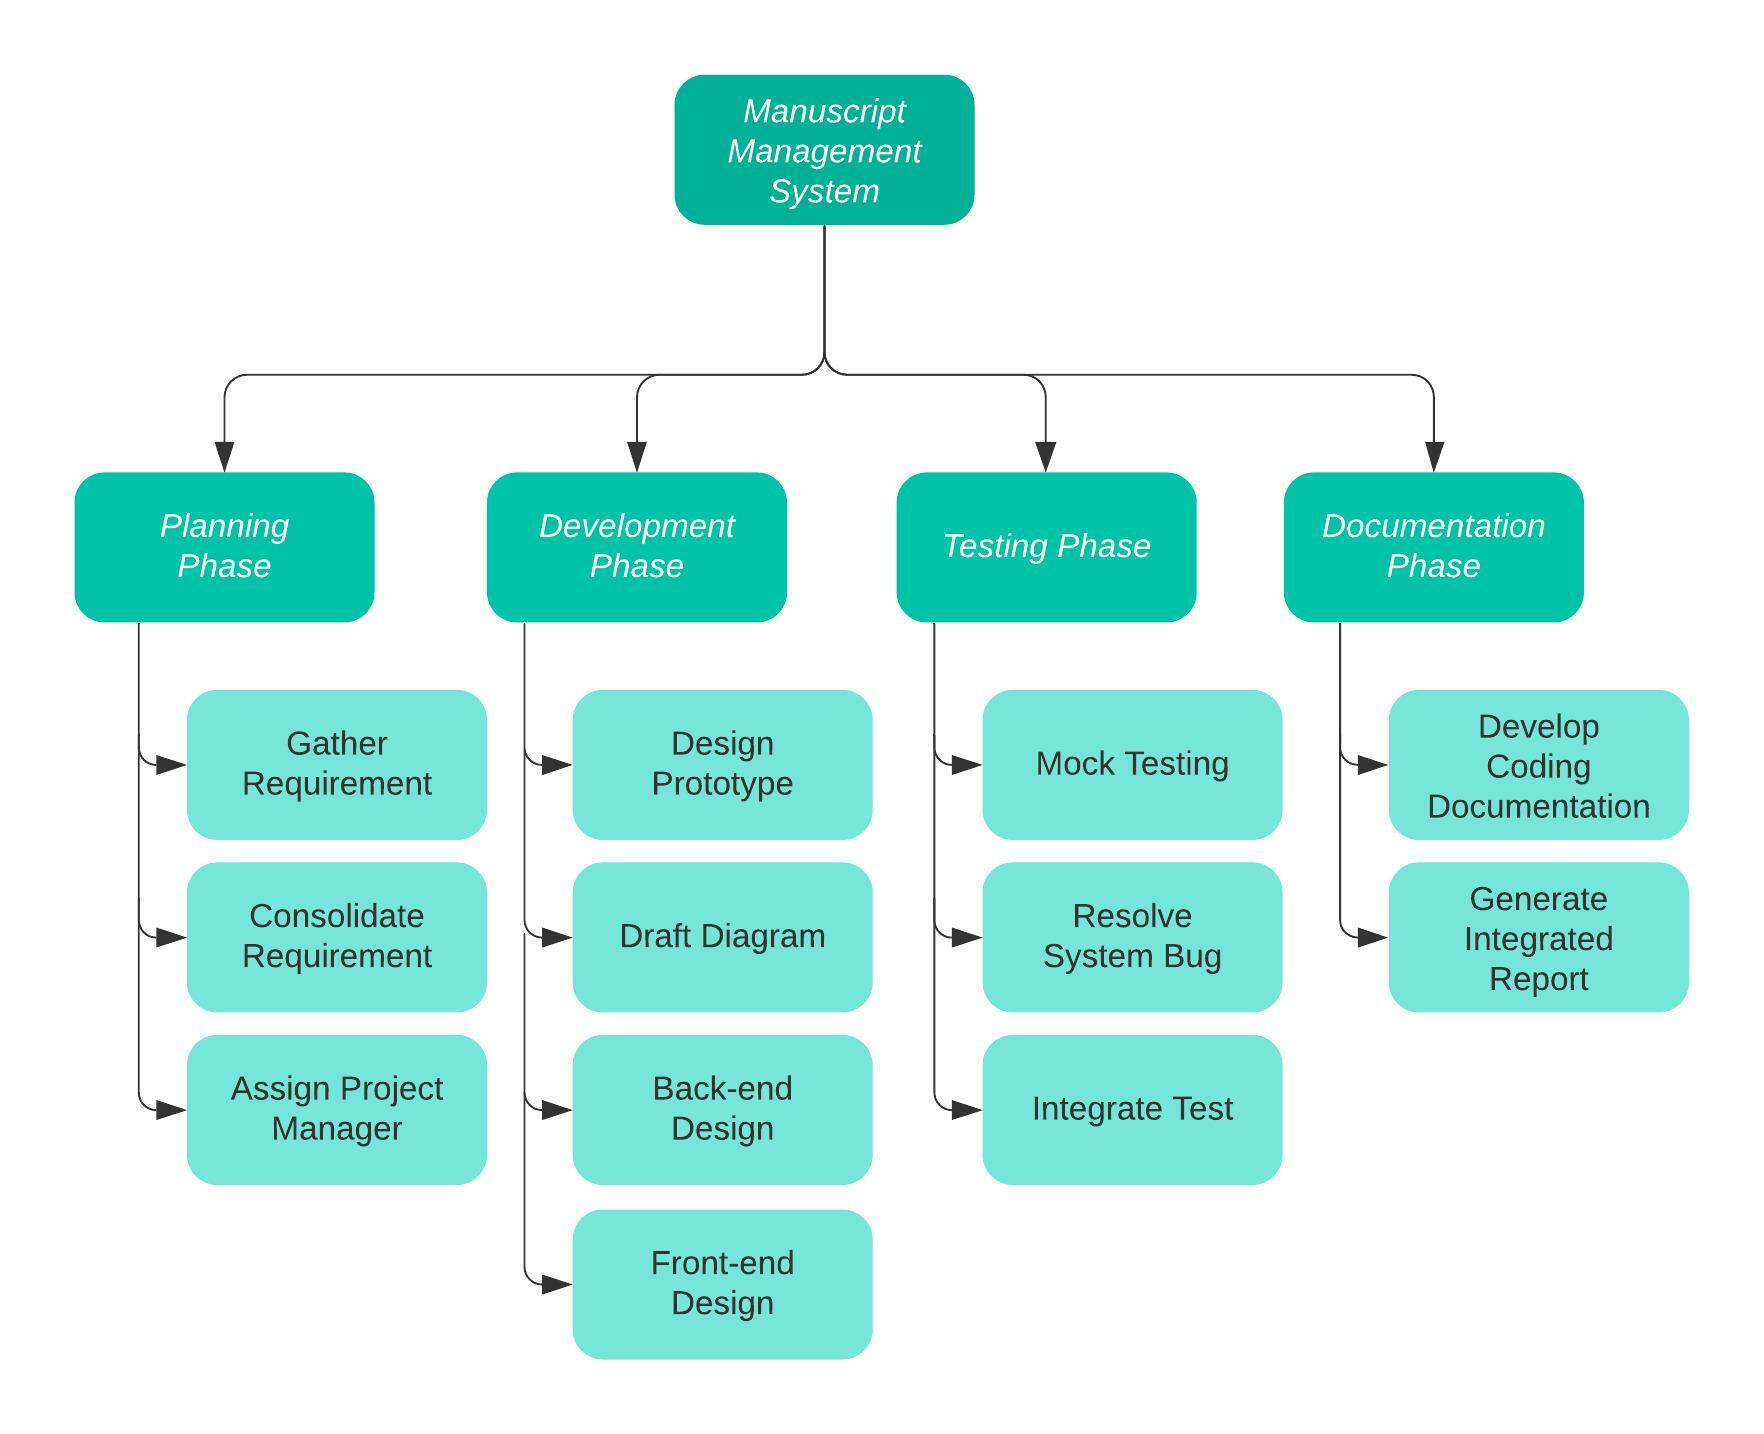 Manuscript
Management
System
Planning
Phase
Development
Phase
Testing Phase
Documentation
Phase
Gather
Requirement
Consolidate
Requirement
Assign Project
Manager
Design
Prototype
Draft Diagram
Back-end
Design
Front-end
Design
Mock Testing
Resolve
System Bug
Integrate Test
Develop
Coding
Documentation
Generate
Integrated
Report